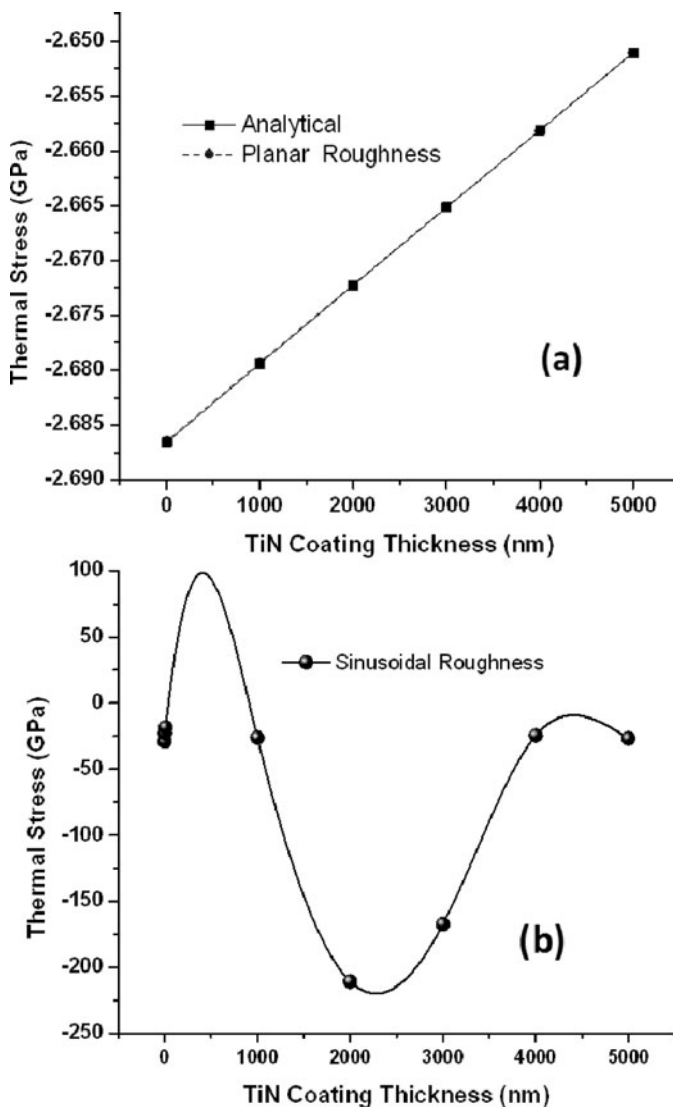 -2.650
-2.655
-2.660
-2.665
-2.670
-2.675
-2.680
-2.685
-2.690
Thermal Stress (GPa)
Analytical
Planar Roughness
(a)
0 1000 2000 3000 4000 5000
TiN Coating Thickness (nm)
100
50
0
-50
-100
-150
-200
-250
Thermal Stress (GPa)
Sinusoidal Roughness
(b)
0 1000 2000 3000 4000 5000
TiN Coating Thickness (nm)